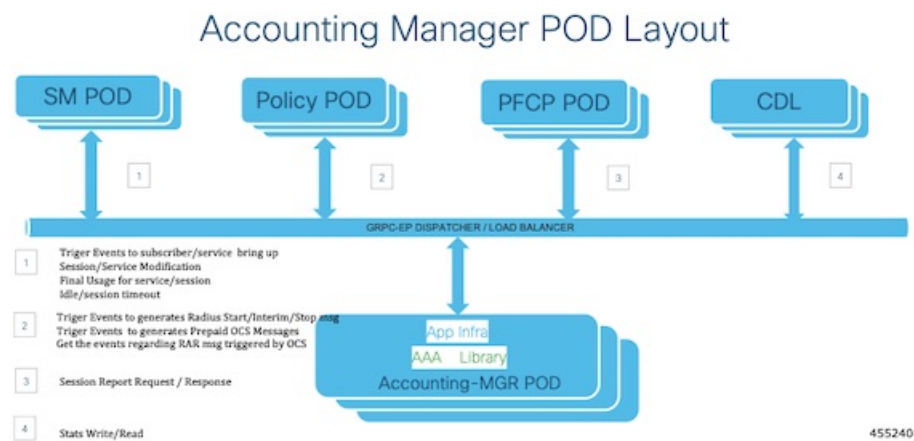 Accounting Manager POD Layout
SM POD
Policy POD
PFCP POD
CDL
1
2
3
4
GRPC-EP DISPATCHER / LOAD BALANCER
1
Triger Events to subscriber/service bring up
Session/Service Modification
Final Usage for service/session
Idle/session timeout
2
Triger Events to generates Radius Start/Interim/Stop msg
Triger Events to generates Prepaid OCS Messages
Get the events regarding RAR msg triggered by OCS
App Infra
AAA Library
Accounting-MGR POD
3
Session Report Request / Response
4
Stats Write/Read
455240